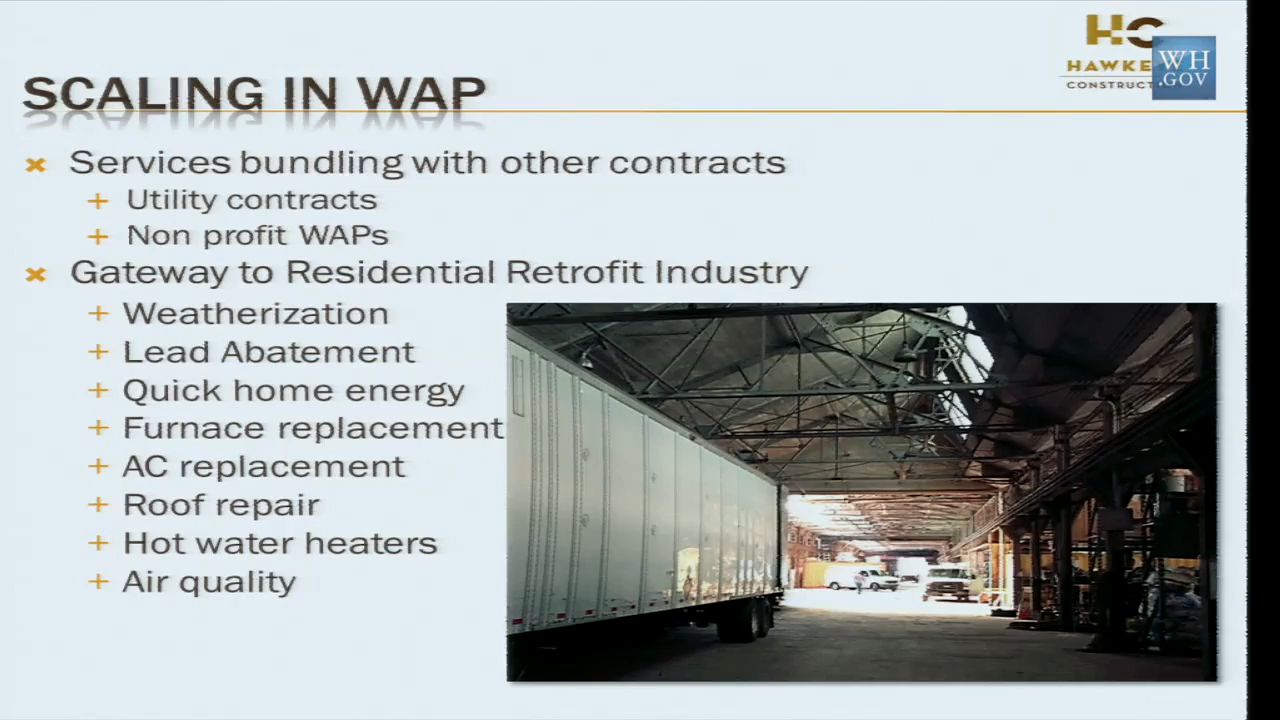 HC
WH
.GOV
SCALING IN WAP
Services bundling with other contracts
Utility contracts
Non profit WAPs
Gateway to Residential Retrofit Industry
Weatherization
Lead Abatement
Quick home energy
Furnace replacement
AC replacement
Roof repair
Hot water heaters
Air quality